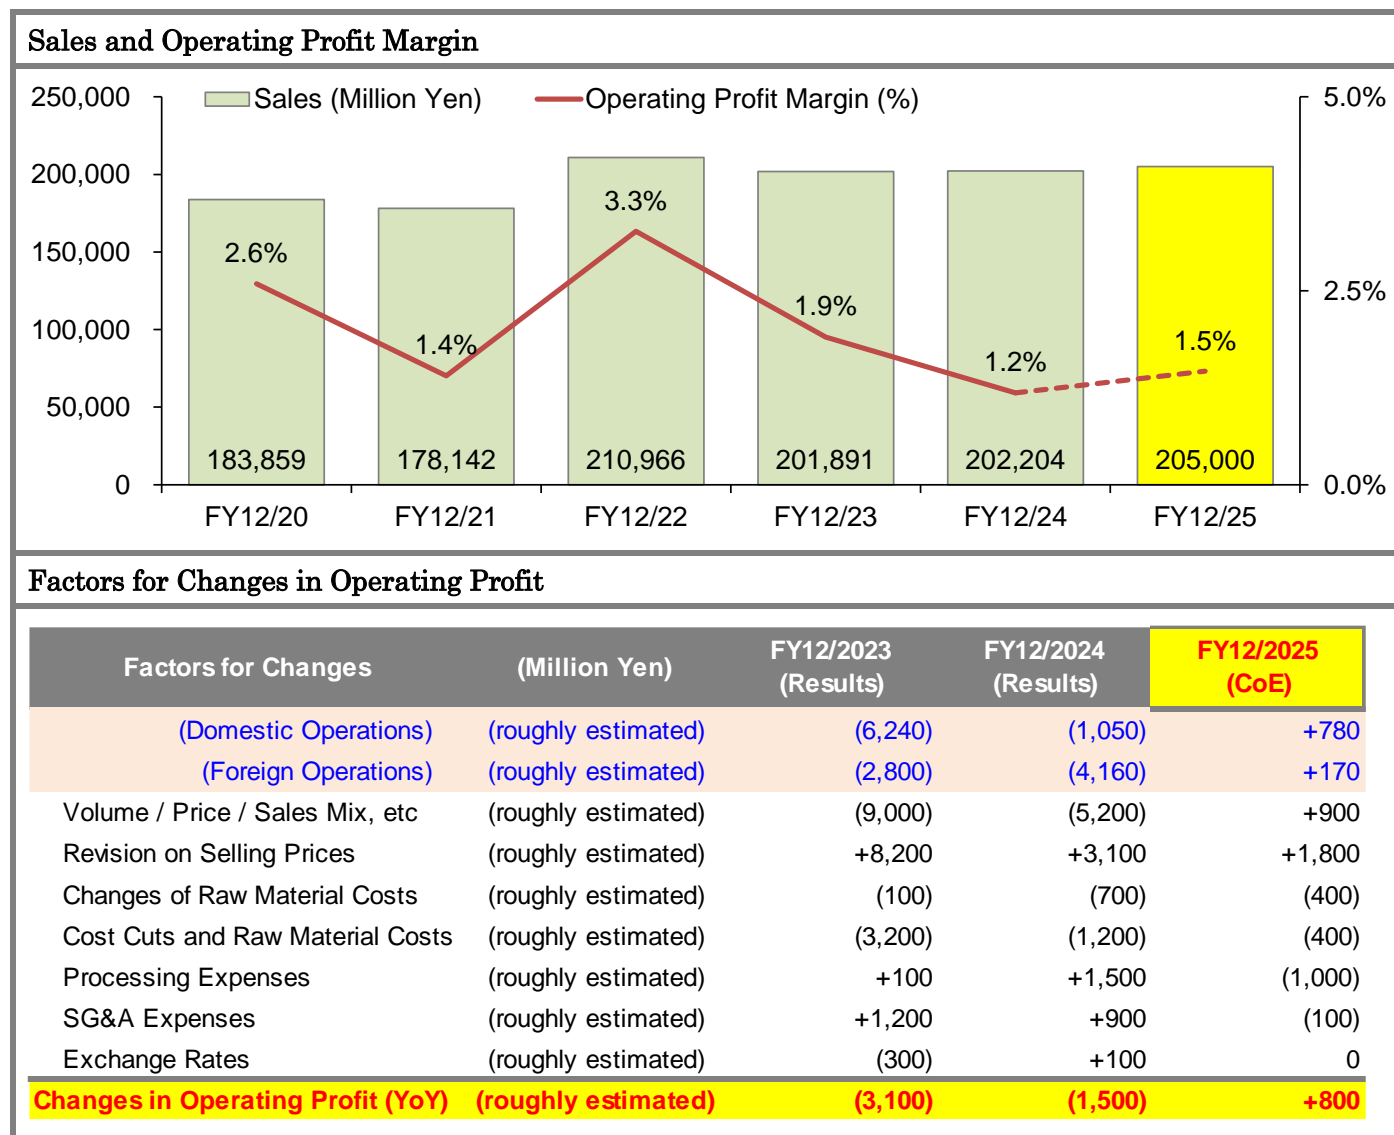 Sales and Operating Profit Margin
250,000
200,000
150,000
100,000
50,000
0
Sales (Million Yen)
Operating Profit Margin (%)
5.0%
2.5%
0.0%
2.6%
1.4%
3.3%
1.9%
1.2%
1.5%
183,859
178,142
210,966
201,891
202,204
205,000
FY12/20
FY12/21
FY12/22
FY12/23
FY12/24
FY12/25
Factors for Changes in Operating Profit
Factors for Changes (Million Yen) FY12/2023 (Results) FY12/2024 (Results) FY12/2025 (CoE)
(Domestic Operations) (roughly estimated) (6,240) (1,050) +780
(Foreign Operations) (roughly estimated) (2,800) (4,160) +170
Volume / Price / Sales Mix, etc (roughly estimated) (9,000) (5,200) +900
Revision on Selling Prices (roughly estimated) +8,200 +3,100 +1,800
Changes of Raw Material Costs (roughly estimated) (100) (700) (400)
Cost Cuts and Raw Material Costs (roughly estimated) (3,200) (1,200) (400)
Processing Expenses (roughly estimated) +100 +1,500 (1,000)
SG&A Expenses (roughly estimated) +1,200 +900 (100)
Exchange Rates (roughly estimated) (300) +100 0
Changes in Operating Profit (YoY) (roughly estimated) (3,100) (1,500) +800